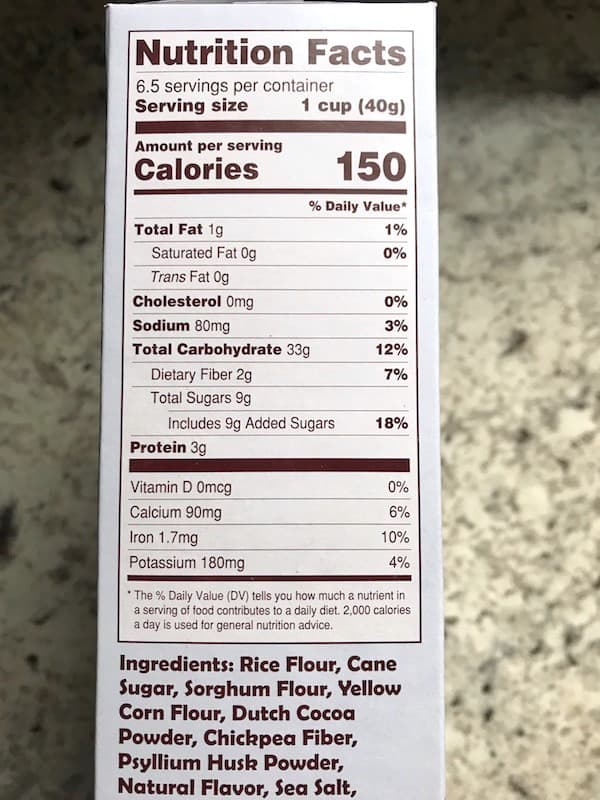 Nutrition Facts
6.5 servings per container
Serving size 1 cup (40g)
Amount per serving
Calories 150
% Daily Value*
Total Fat 1g 1%
Saturated Fat 0g 0%
Trans Fat 0g
Cholesterol 0mg 0%
Sodium 80mg 3%
Total Carbohydrate 33g 12%
Dietary Fiber 2g 7%
Total Sugars 9g
Includes 9g Added Sugars 18%
Protein 3g
Vitamin D 0mcg 0%
Calcium 90mg 6%
Iron 1.7mg 10%
Potassium 180mg 4%
* The % Daily Value (DV) tells you how much a nutrient in
a serving of food contributes to a daily diet. 2,000 calories
a day is used for general nutrition advice.
Ingredients: Rice Flour, Cane
Sugar, Sorghum Flour, Yellow
Corn Flour, Dutch Cocoa
Powder, Chickpea Fiber,
Psyllium Husk Powder,
Natural Flavor, Sea Salt,